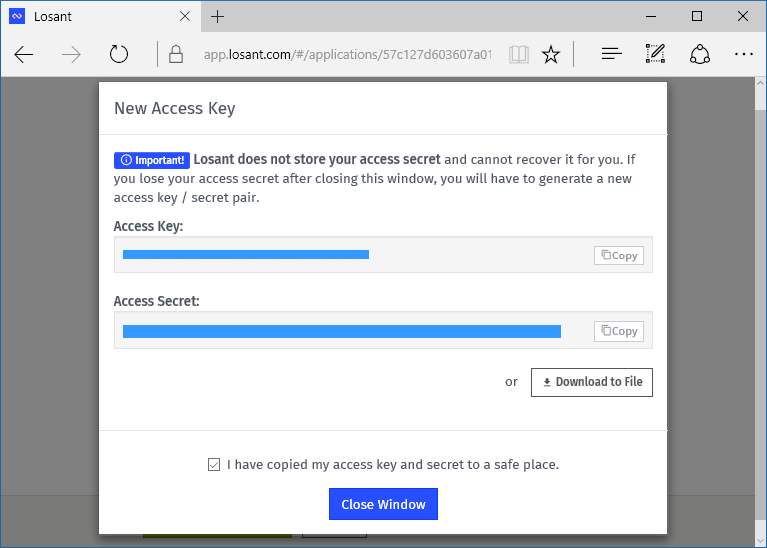 Losant
app.losant.com/#/applications/57c127d603607a01
New Access Key
Important! Losant does not store your access secret and cannot recover it for you. If
you lose your access secret after closing this window, you will have to generate a new
access key / secret pair.
Access Key:
Copy
Access Secret:
Copy
or Download to File
I have copied my access key and secret to a safe place.
Close Window